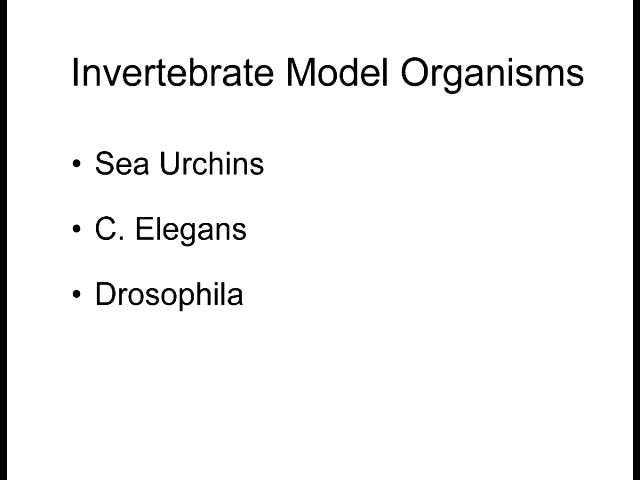 Invertebrate Model Organisms
• Sea Urchins
• C. Elegans
• Drosophila